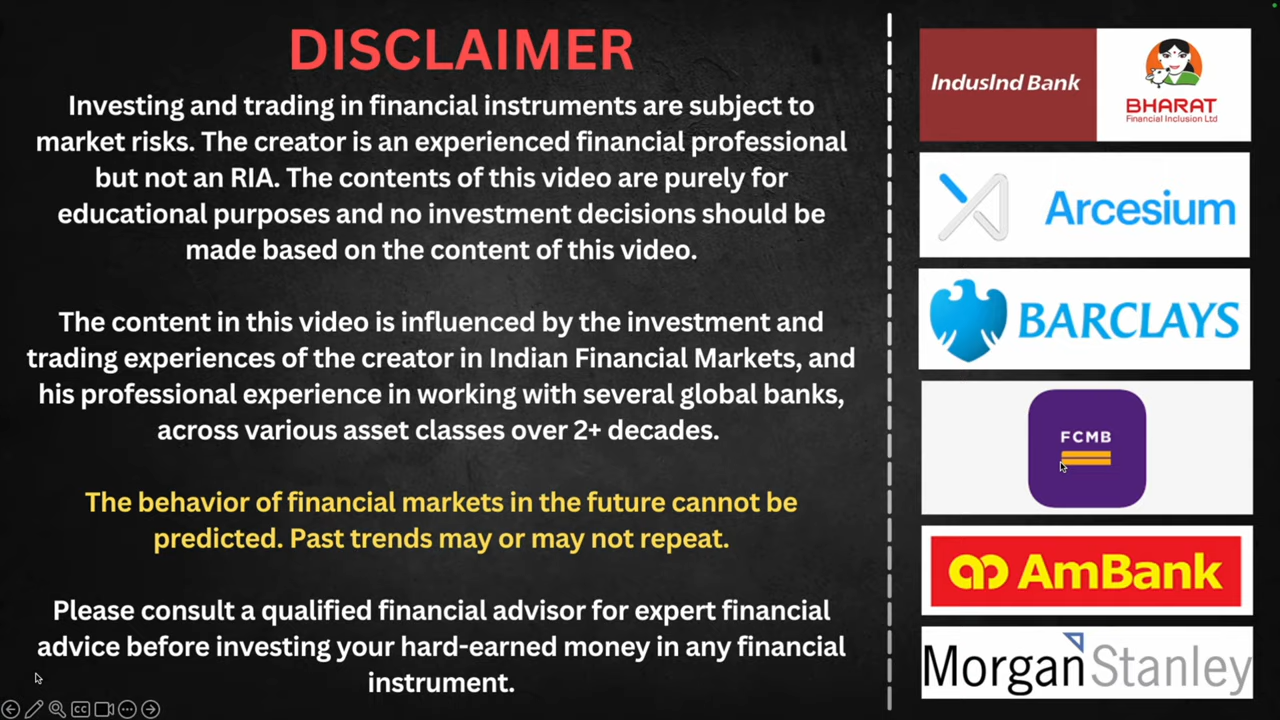 DISCLAIMER
Investing and trading in financial instruments are subject to
market risks. The creator is an experienced financial professional
but not an RIA. The contents of this video are purely for
educational purposes and no investment decisions should be
made based on the content of this video.
The content in this video is influenced by the investment and
trading experiences of the creator in Indian Financial Markets, and
his professional experience in working with several global banks,
across various asset classes over 2+ decades.
The behavior of financial markets in the future cannot be
predicted. Past trends may or may not repeat.
Please consult a qualified financial advisor for expert financial
advice before investing your hard-earned money in any financial
instrument.
IndusInd Bank
BHARAT
Financial Inclusion Ltd
Arcesium
BARCLAYS
FCMB
AmBank
Morgan Stanley
CC